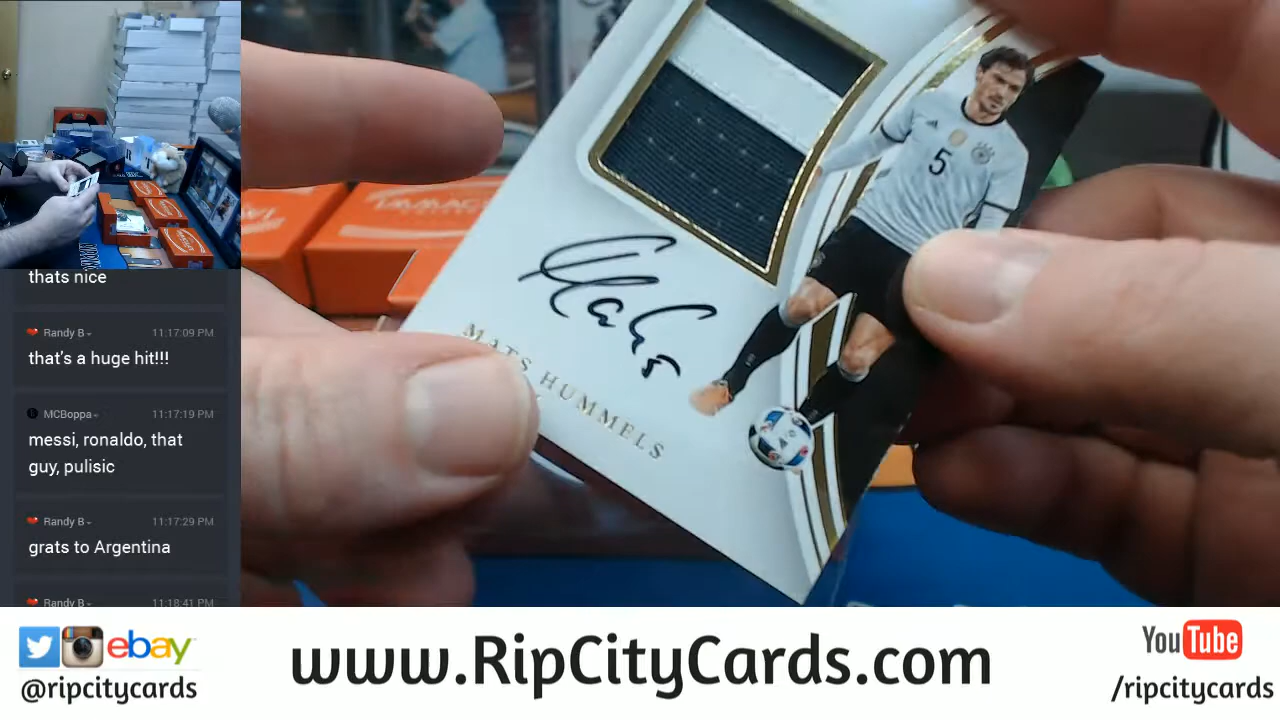 thats nice
Randy B
11:17:09 PM
that's a huge hit!!!
MCBoppa
11:17:19 PM
messi, ronaldo, that
guy, pulisic
Randy B
11:17:29 PM
grats to Argentina
Randy B
11:18:41 PM
5
5
MATS HUMMELS
ebay
@ripcitycards
www.RipCityCards.com
YouTube
/ripcitycards